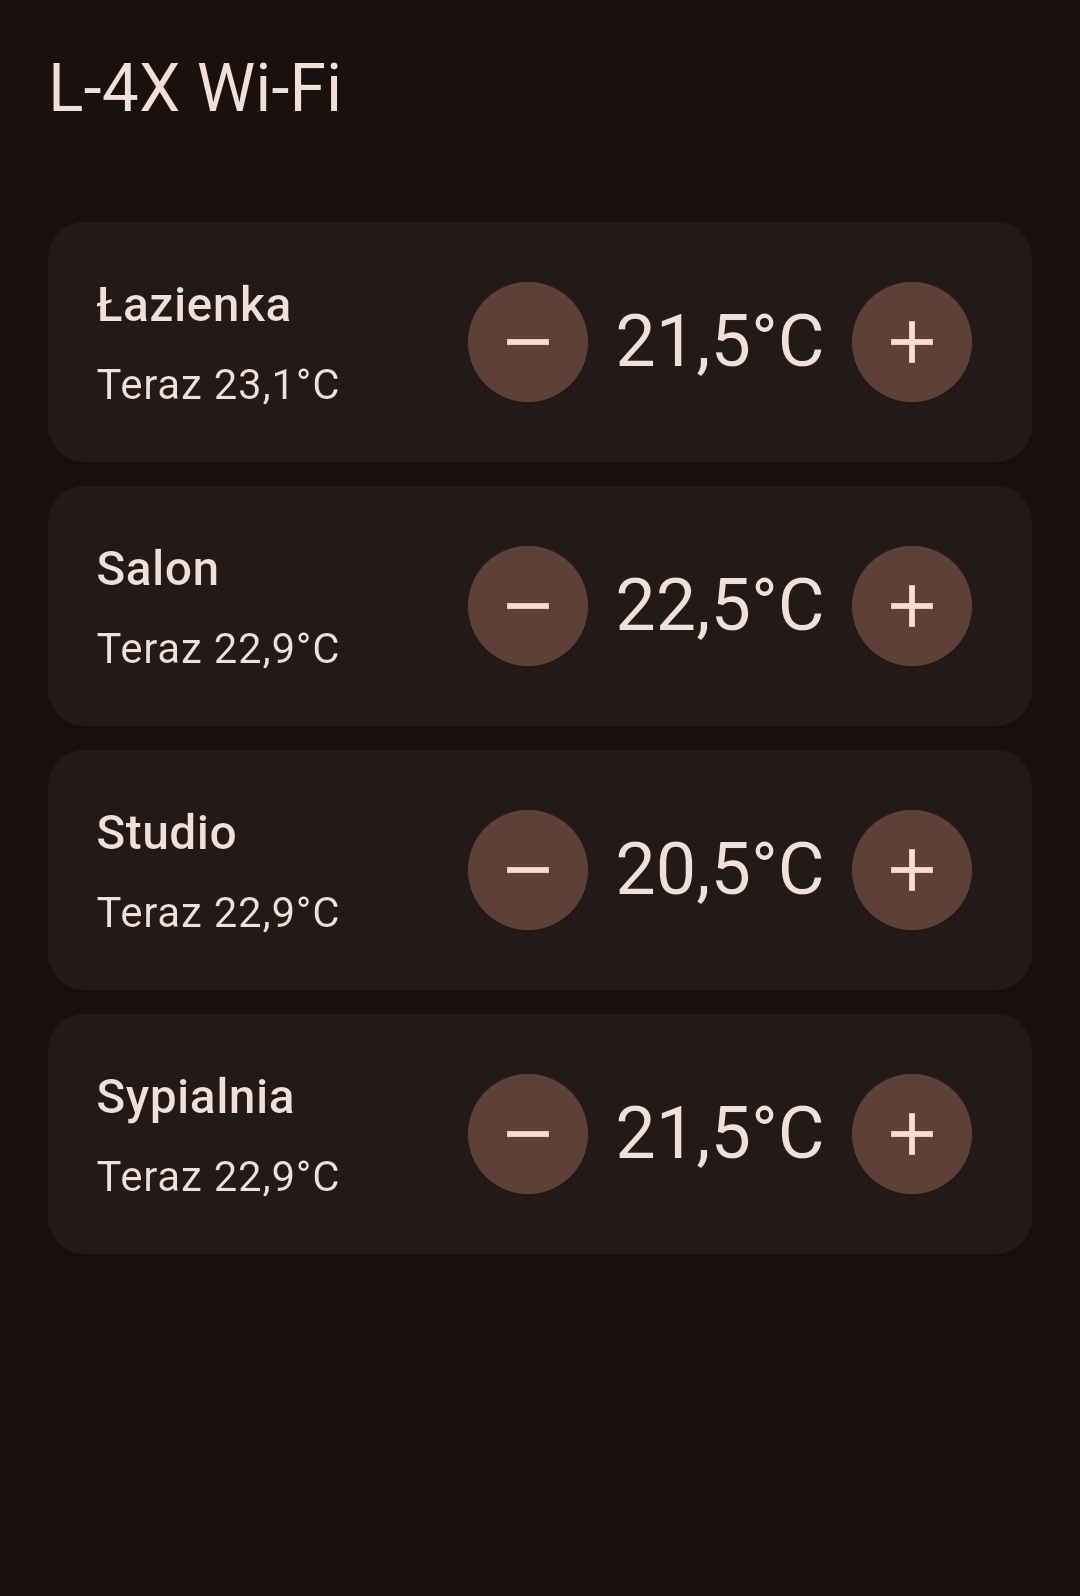 L-4X Wi-Fi
Łazienka
Teraz 23,1°C
− 21,5°C +
Salon
Teraz 22,9°C
− 22,5°C +
Studio
Teraz 22,9°C
− 20,5°C +
Sypialnia
Teraz 22,9°C
− 21,5°C +